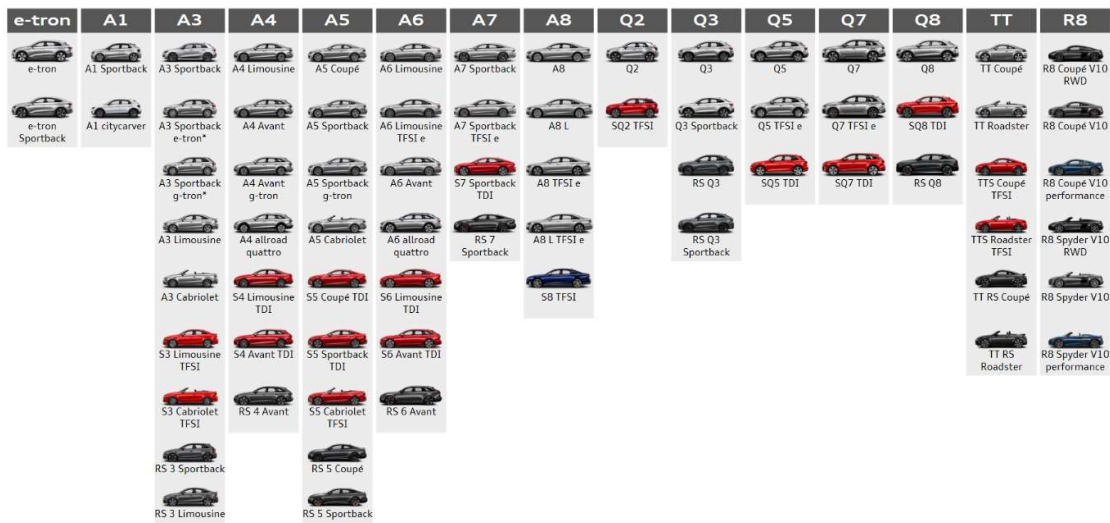 e-tron
A1
A3
A4
A5
A6
A7
A8
Q2
Q3
Q5
Q7
Q8
TT
R8
e-tron
e-tron
Sportback
A1 Sportback
A1 citycarver
A3 Sportback
A3 Sportback
e-tron*
A3 Sportback
g-tron*
A3 Limousine
A3 Cabriolet
S3 Limousine
TFSI
S3 Cabriolet
TFSI
RS 3 Sportback
RS 3 Limousine
A4 Limousine
A4 Avant
A4 Avant
g-tron
A4 allroad
quattro
S4 Limousine
TDI
S4 Avant TDI
RS 4 Avant
A5 Coupé
A5 Sportback
A5 Sportback
g-tron
A5 Cabriolet
S5 Coupé TDI
S5 Sportback
TDI
S5 Cabriolet
TFSI
RS 5 Coupé
RS 5 Sportback
A6 Limousine
A6 Limousine
TFSI e
A6 Avant
A6 allroad
quattro
S6 Limousine
TDI
S6 Avant TDI
RS 6 Avant
A7 Sportback
A7 Sportback
TFSI e
S7 Sportback
TDI
RS 7
Sportback
A8
A8 L
A8 TFSI e
A8 L TFSI e
S8 TFSI
Q2
SQ2 TFSI
Q3
Q3 Sportback
RS Q3
RS Q3
Sportback
Q5
Q5 TFSI e
SQ5 TDI
Q7
Q7 TFSI e
SQ7 TDI
Q8
SQ8 TDI
RS Q8
TT Coupé
TT Roadster
TTS Coupé
TFSI
TTS Roadster
TFSI
TT RS Coupé
TT RS
Roadster
R8 Coupé V10
RWD
R8 Coupé V10
R8 Coupé V10
performance
R8 Spyder V10
RWD
R8 Spyder V10
R8 Spyder V10
performance